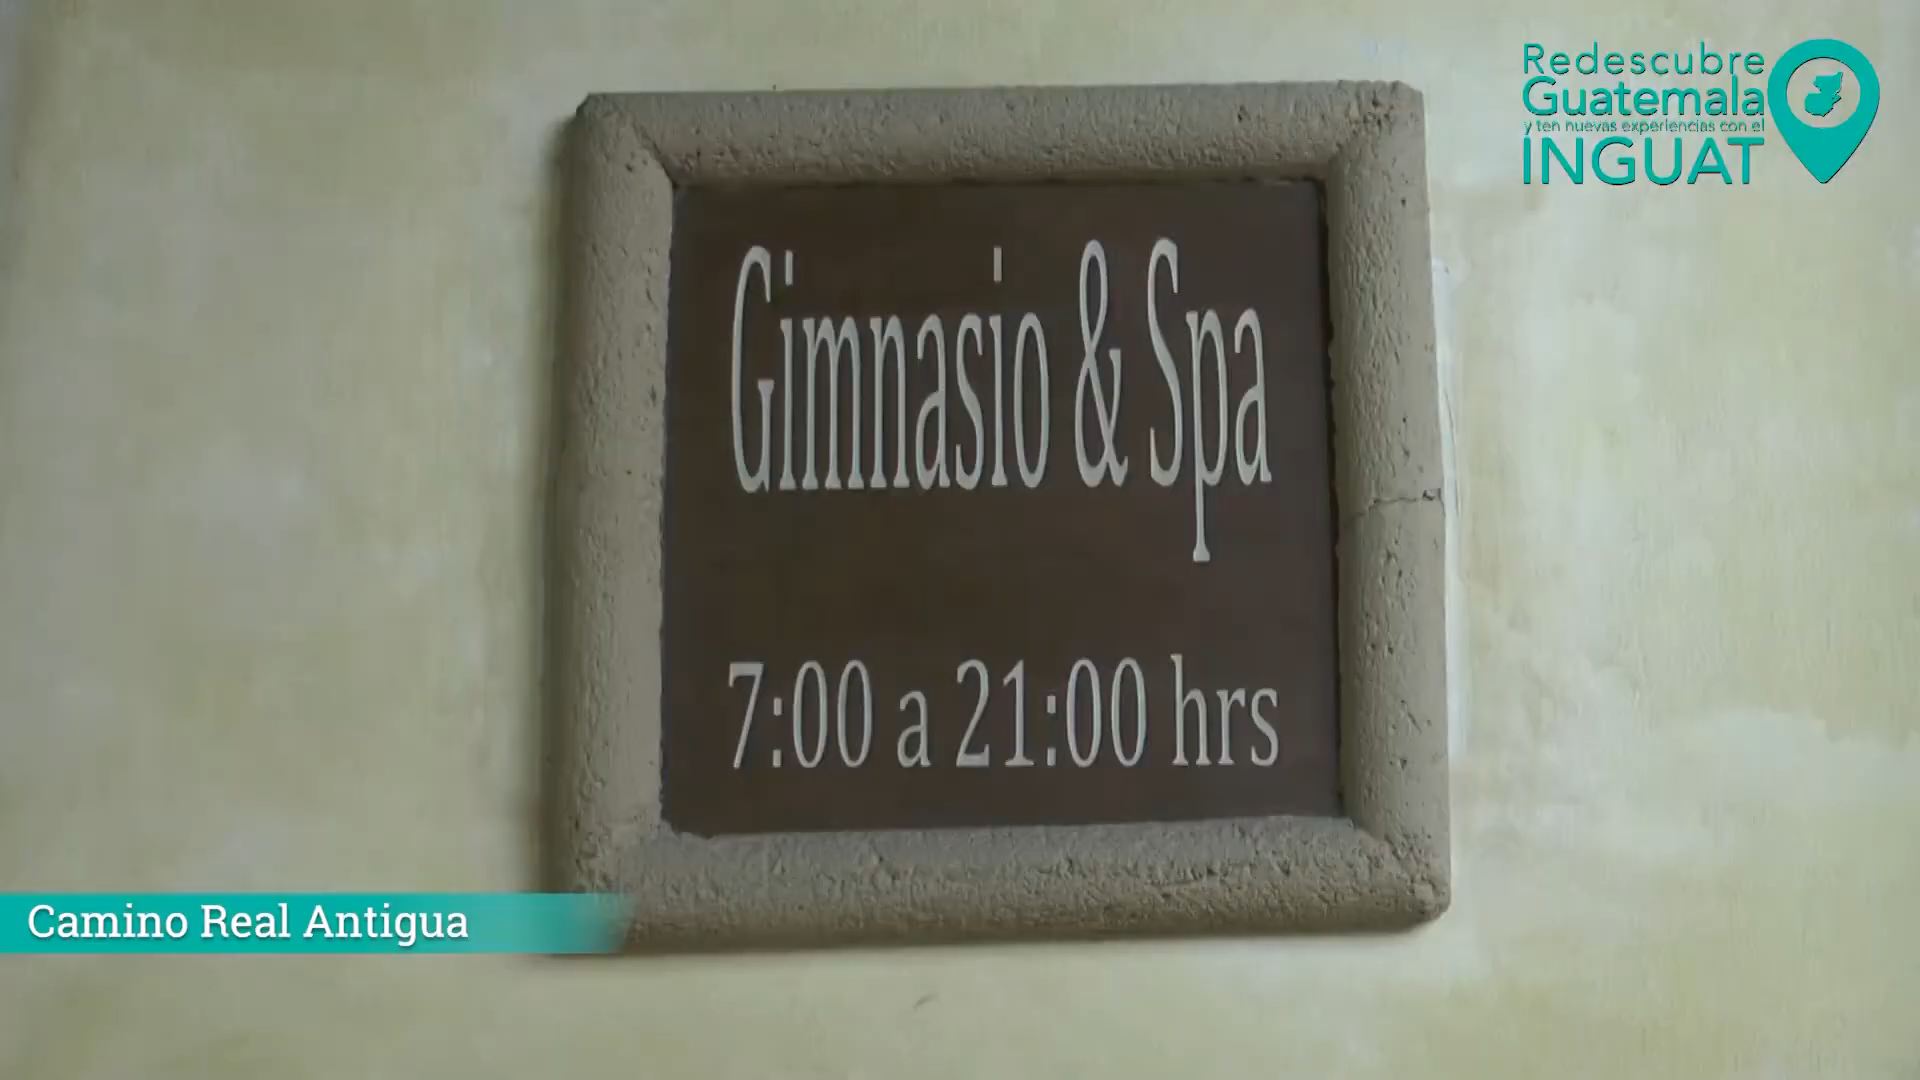 Redescubre
Guatemala
y ten nuevas experiencias con el
INGUAT
Gimnasio & Spa
7:00 a 21:00 hrs
Camino Real Antigua